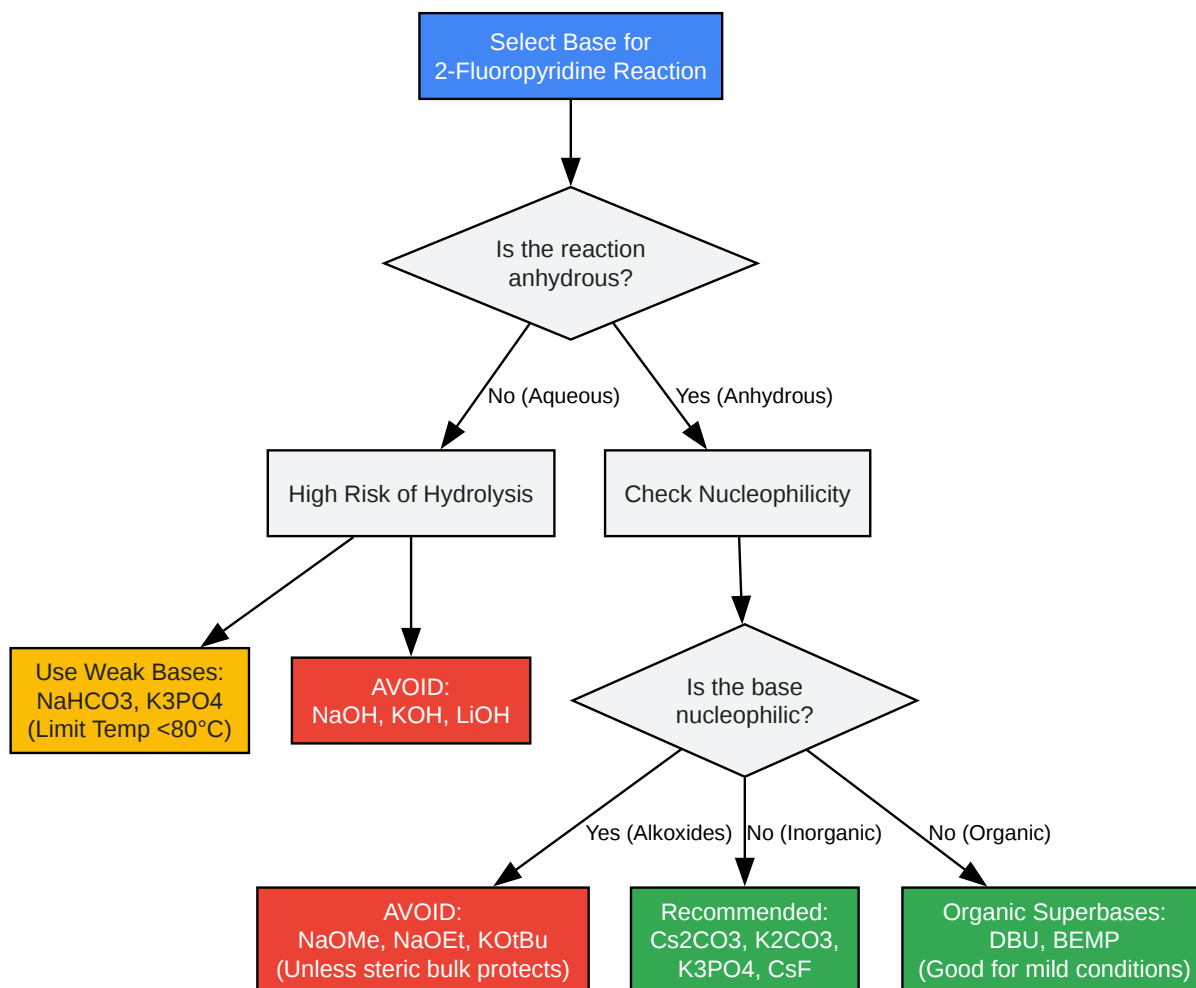 Select Base for
2-Fluoropyridine Reaction
Is the reaction
anhydrous?
No (Aqueous)
Yes (Anhydrous)
High Risk of Hydrolysis
Check Nucleophilicity
Use Weak Bases:
NaHCO3, K3PO4
(Limit Temp <80°C)
AVOID:
NaOH, KOH, LiOH
Is the base
nucleophilic?
Yes (Alkoxides)
No (Inorganic)
No (Organic)
AVOID:
NaOMe, NaOEt, KOtBu
(Unless steric bulk protects)
Recommended:
Cs2CO3, K2CO3,
K3PO4, CsF
Organic Superbases:
DBU, BEMP
(Good for mild conditions)